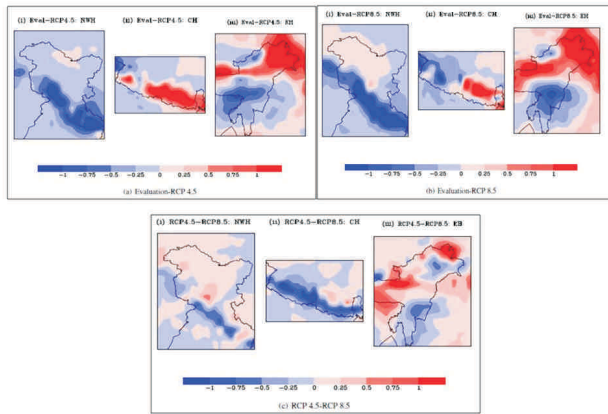 (i) Eval-RCP4.5: NWH
(ii) Eval-RCP4.5: CH
(iii) Eval-RCP4.5: EH
-1 -0.75 -0.5 -0.25 0 0.25 0.5 0.75 1
(a) Evaluation-RCP 4.5
(i) Eval-RCP8.5: NWH
(ii) Eval-RCP8.5: CH
(iii) Eval-RCP8.5: EH
-1 -0.75 -0.5 -0.25 0 0.25 0.5 0.75 1
(b) Evaluation-RCP 8.5
(i) RCP4.5-RCP8.5: NWH
(ii) RCP4.5-RCP8.5: CH
(iii) RCP4.5-RCP8.5: EH
-1 -0.75 -0.5 -0.25 0 0.25 0.5 0.75 1
(c) RCP 4.5-RCP 8.5